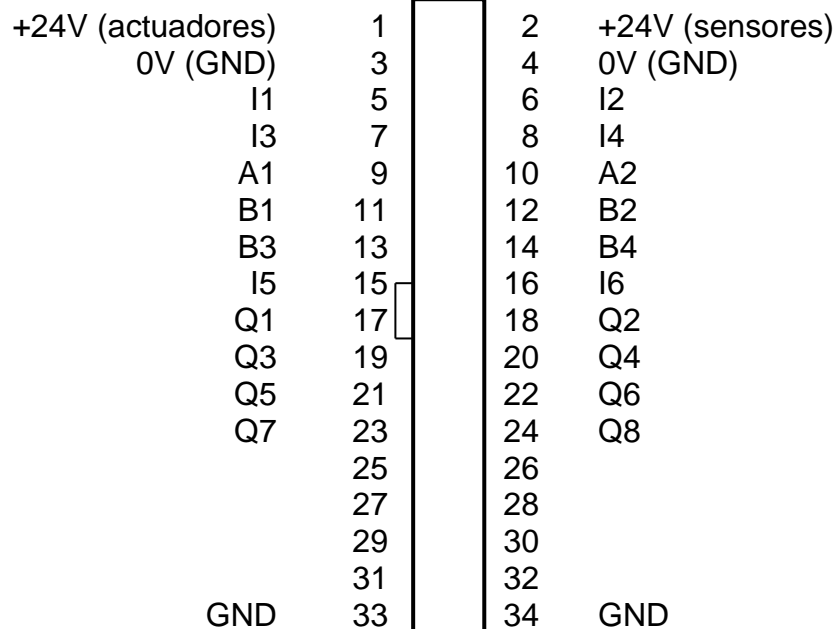 +24V (actuadores) 1 2 +24V (sensores)
0V (GND) 3 4 0V (GND)
I1 5 6 I2
I3 7 8 I4
A1 9 10 A2
B1 11 12 B2
B3 13 14 B4
I5 15 16 I6
Q1 17 18 Q2
Q3 19 20 Q4
Q5 21 22 Q6
Q7 23 24 Q8
25 26
27 28
29 30
31 32
GND 33 34 GND